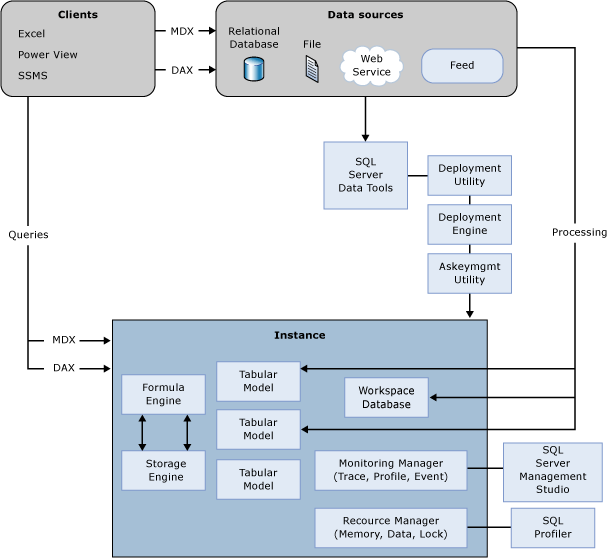 Clients
Excel
Power View
SSMS
MDX
DAX
Data sources
Relational
Database
File
Web
Service
Feed
SQL
Server
Data Tools
Deployment
Utility
Deployment
Engine
Askeymgmt
Utility
Queries
Processing
MDX
DAX
Instance
Formula
Engine
Storage
Engine
Tabular
Model
Tabular
Model
Tabular
Model
Workspace
Database
Monitoring Manager
(Trace, Profile, Event)
SQL
Server
Management
Studio
Recource Manager
(Memory, Data, Lock)
SQL
Profiler